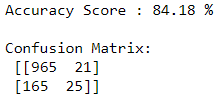 Accuracy Score : 84.18 %
Confusion Matrix:
[[965 21]
[165 25]]